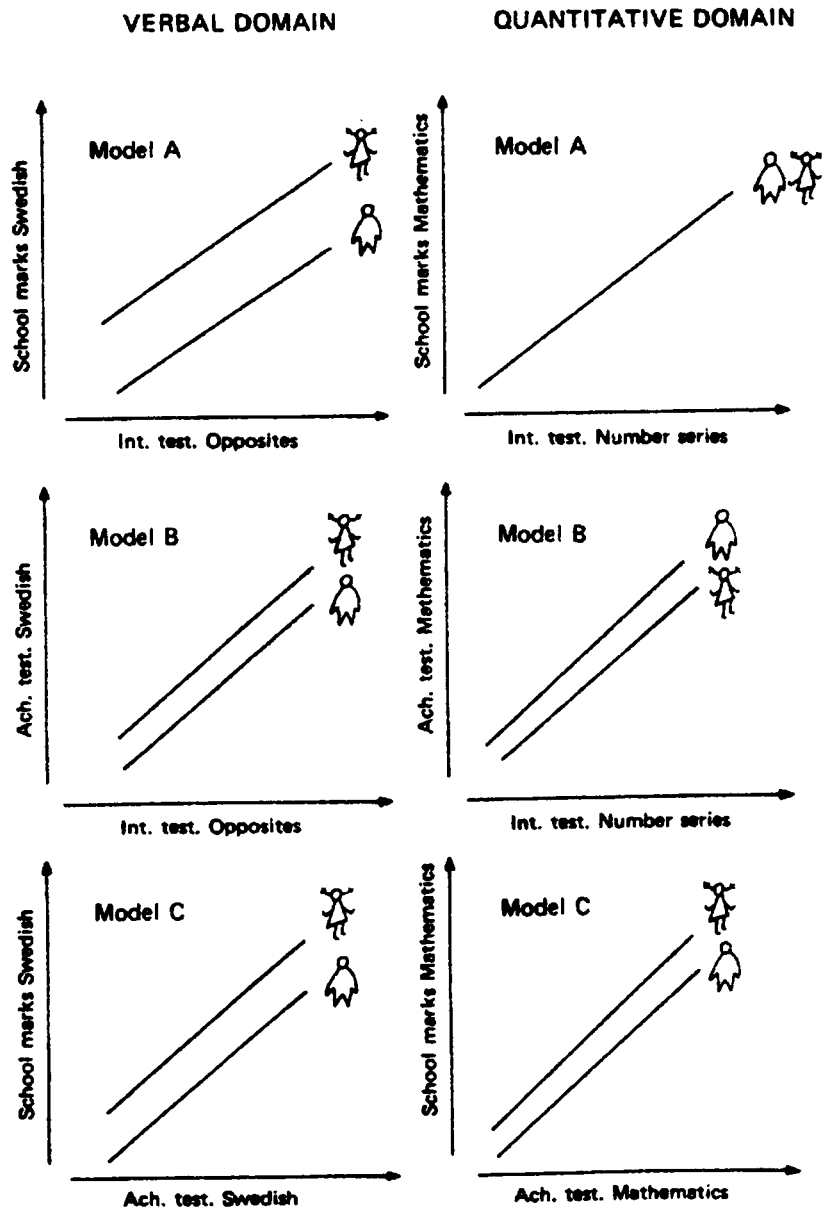 VERBAL DOMAIN
QUANTITATIVE DOMAIN
School marks Swedish
Model A
Int. test. Opposites
School marks Mathematics
Model A
Int. test. Number series
Ach. test. Swedish
Model B
Int. test. Opposites
Ach. test. Mathematics
Model B
Int. test. Number series
School marks Swedish
Model C
Ach. test. Swedish
School marks Mathematics
Model C
Ach. test. Mathematics